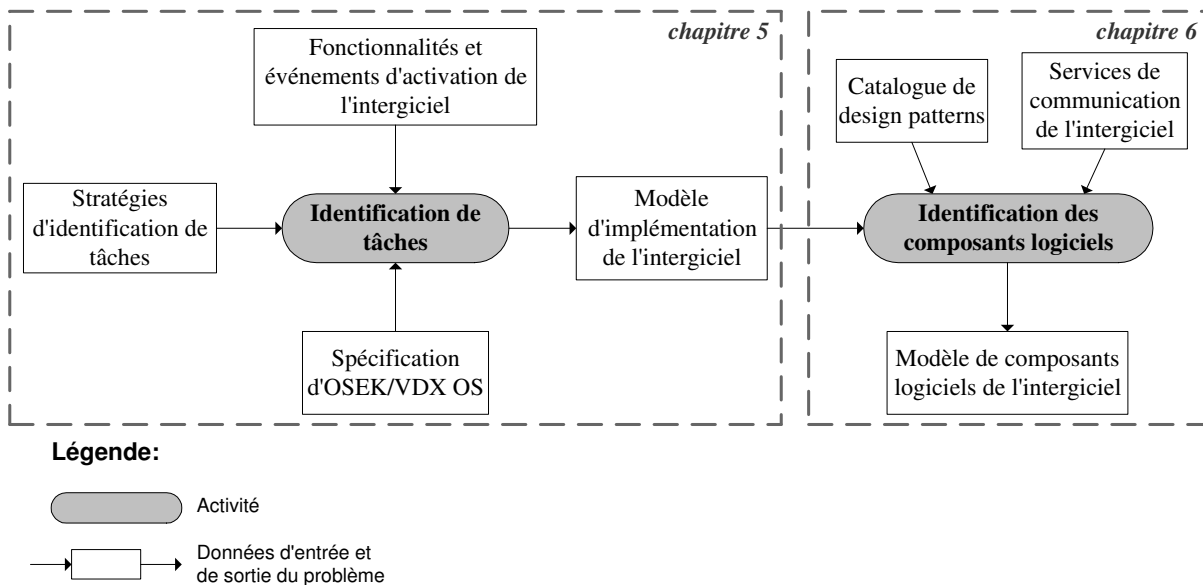 chapitre 5
Fonctionnalités et
événements d'activation de
l'intergiciel
Stratégies
d'identification de
tâches
Identification de
tâches
Modèle
d'implémentation
de l'intergiciel
Spécification
d'OSEK/VDX OS
chapitre 6
Catalogue de
design patterns
Services de
communication
de l'intergiciel
Identification des
composants logiciels
Modèle de composants
logiciels de l'intergiciel
Légende:
Activité
Données d'entrée et
de sortie du problème